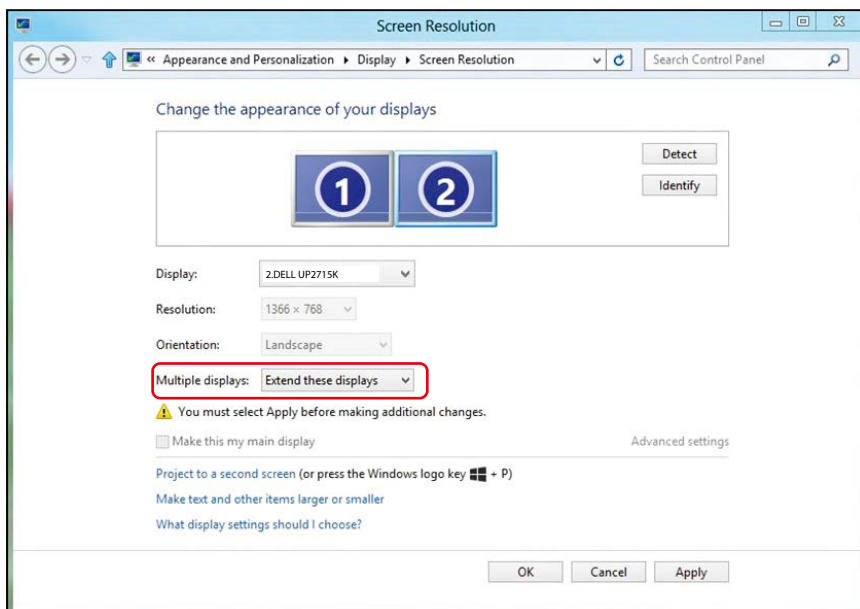 Screen Resolution
« Appearance and Personalization ▸ Display ▸ Screen Resolution
Search Control Panel
Change the appearance of your displays
1 2
Detect
Identify
Display: 2.DELL UP2715K
Resolution: 1366 × 768
Orientation: Landscape
Multiple displays: Extend these displays
You must select Apply before making additional changes.
Make this my main display Advanced settings
Project to a second screen (or press the Windows logo key + P)
Make text and other items larger or smaller
What display settings should I choose?
OK Cancel Apply